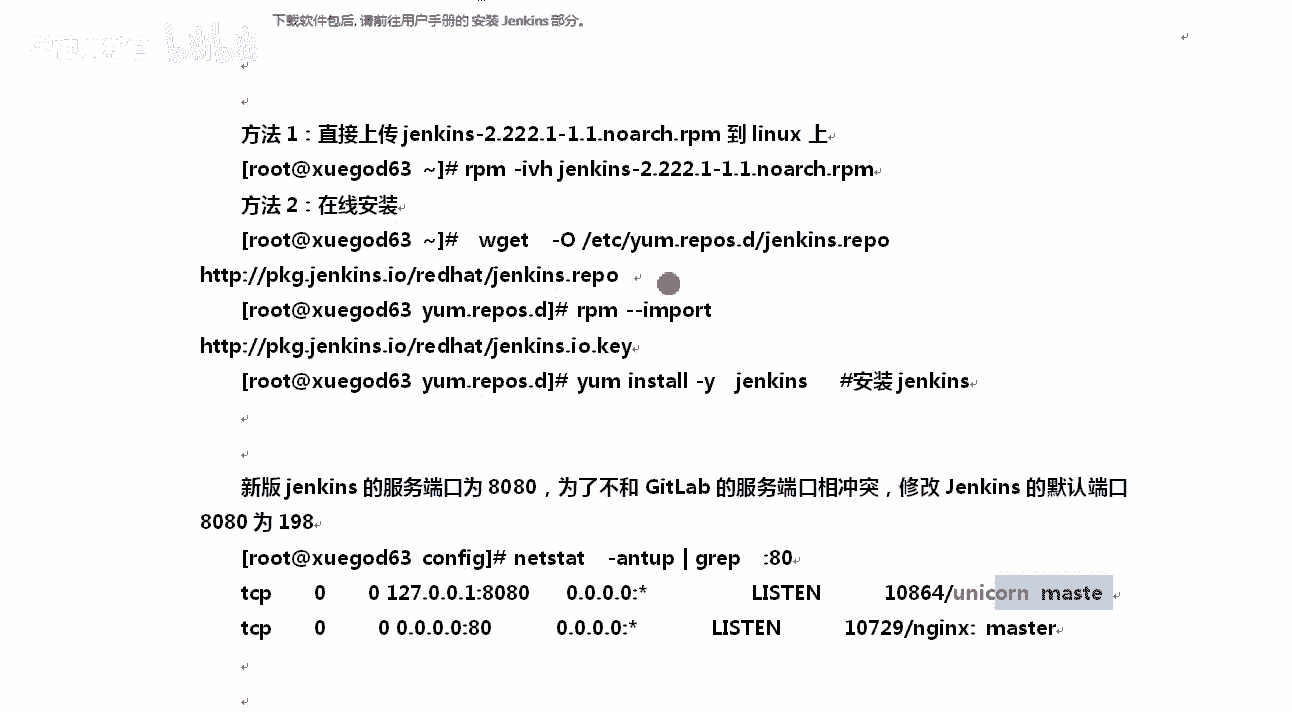 下载软件包后, 请前往用户手册的 安装 Jenkins 部分。
方法 1：直接上传 jenkins-2.222.1-1.1.noarch.rpm 到 linux 上
[root@xuegod63 ~]# rpm -ivh jenkins-2.222.1-1.1.noarch.rpm
方法 2：在线安装
[root@xuegod63 ~]# wget -O /etc/yum.repos.d/jenkins.repo
http://pkg.jenkins.io/redhat/jenkins.repo
[root@xuegod63 yum.repos.d]# rpm --import
http://pkg.jenkins.io/redhat/jenkins.io.key
[root@xuegod63 yum.repos.d]# yum install -y jenkins #安装 jenkins
新版 jenkins 的服务端口为 8080，为了不和 GitLab 的服务端口相冲突，修改 Jenkins 的默认端口
8080 为 198
[root@xuegod63 config]# netstat -antup | grep :80
tcp 0 0 127.0.0.1:8080 0.0.0.0:* LISTEN 10864/unicorn maste
tcp 0 0 0.0.0.0:80 0.0.0.0:* LISTEN 10729/nginx: master